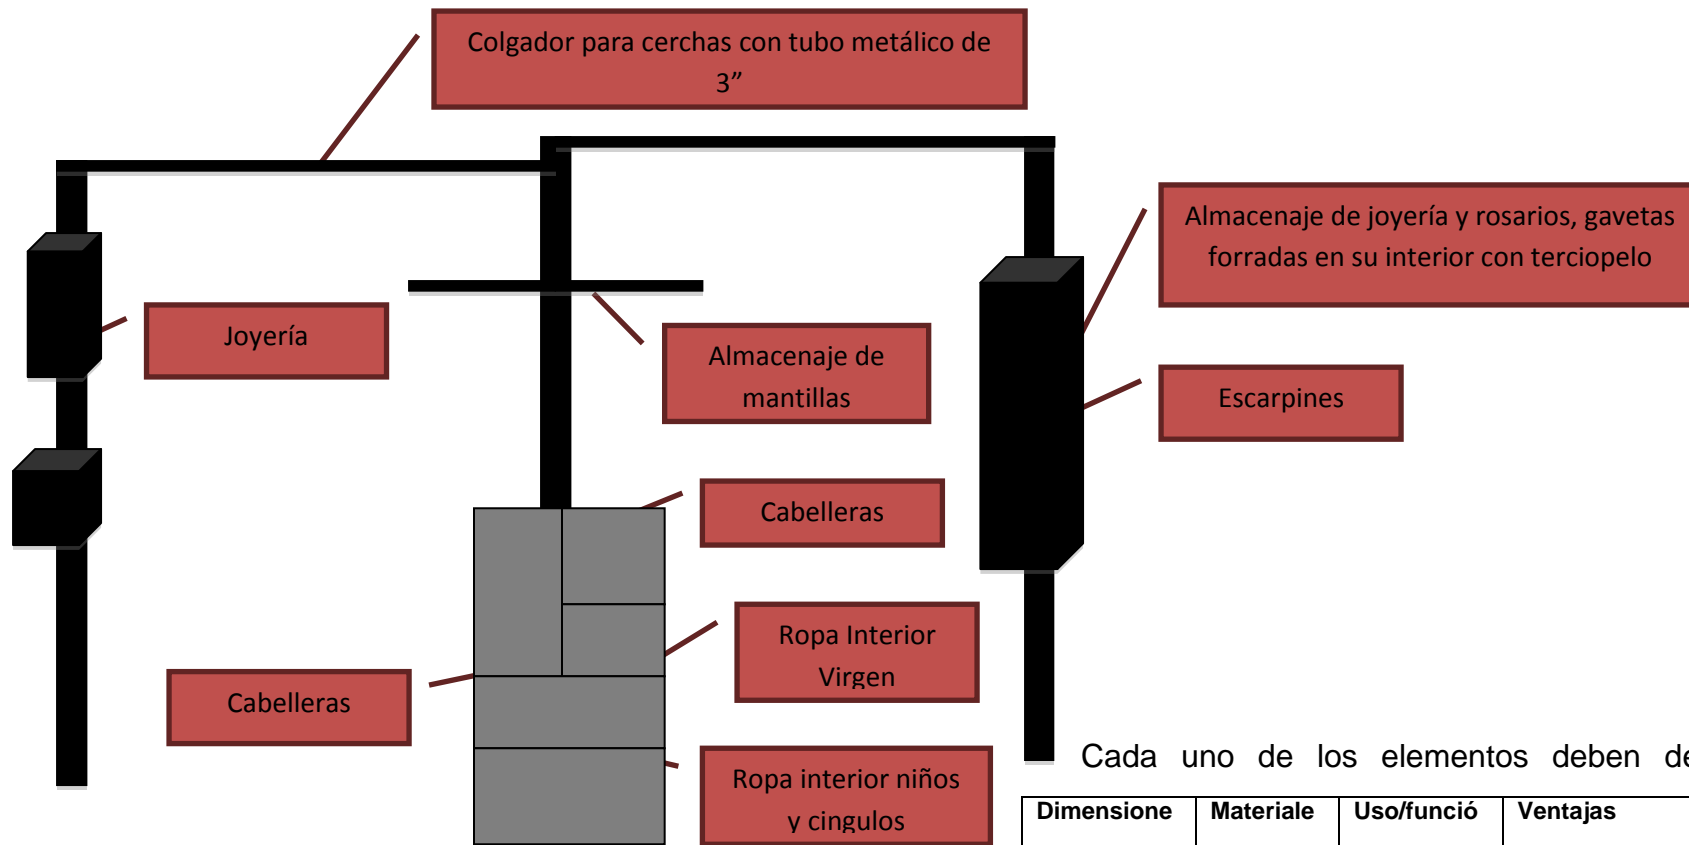 Colgador para cerchas con tubo metálico de
3”
Almacenaje de joyería y rosarios, gavetas
forradas en su interior con terciopelo
Joyería
Almacenaje de
mantillas
Escarpines
Cabelleras
Ropa Interior
Virgen
Cabelleras
Ropa interior niños
y cingulos
Cada uno de los elementos deben de
Dimensione
Materiale
Uso/funció
Ventajas